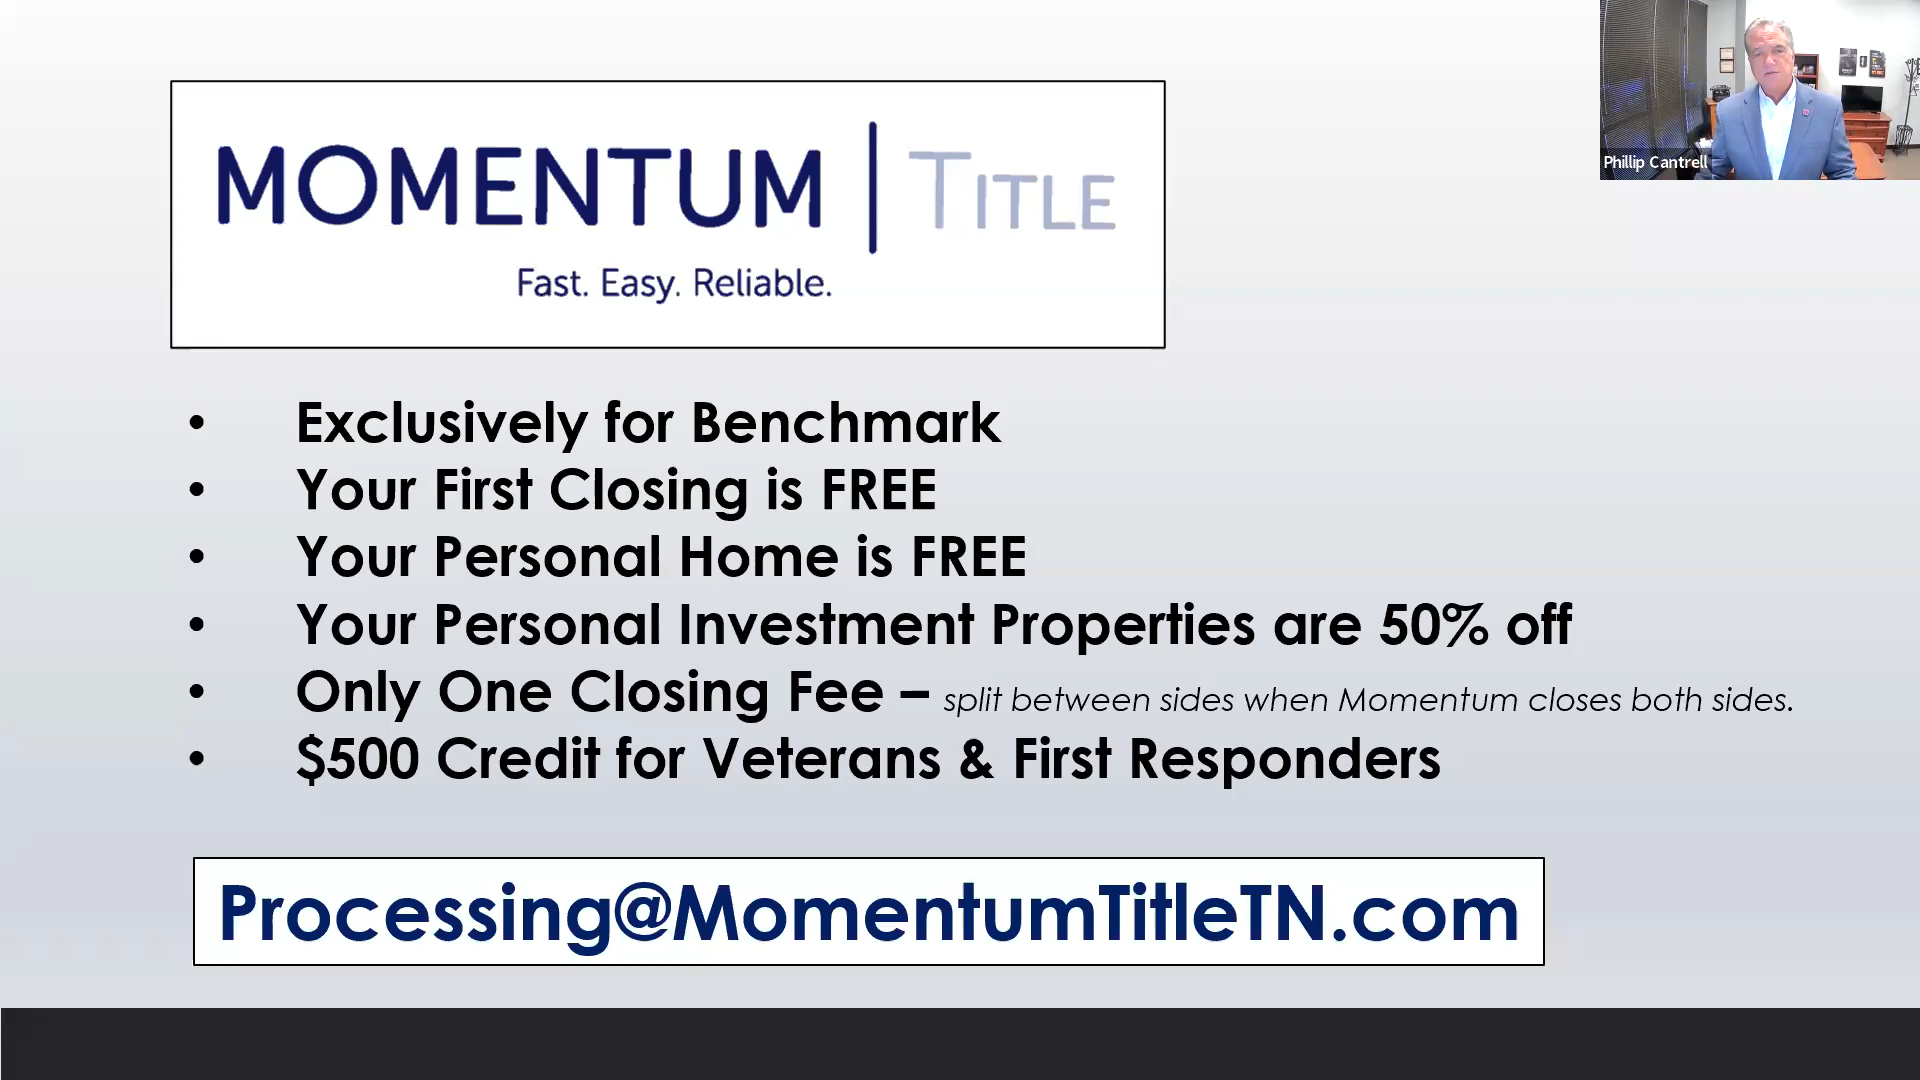 Phillip Cantrell
MOMENTUM | TITLE
Fast. Easy. Reliable.
• Exclusively for Benchmark
• Your First Closing is FREE
• Your Personal Home is FREE
• Your Personal Investment Properties are 50% off
• Only One Closing Fee – split between sides when Momentum closes both sides.
• $500 Credit for Veterans & First Responders
Processing@MomentumTitleTN.com